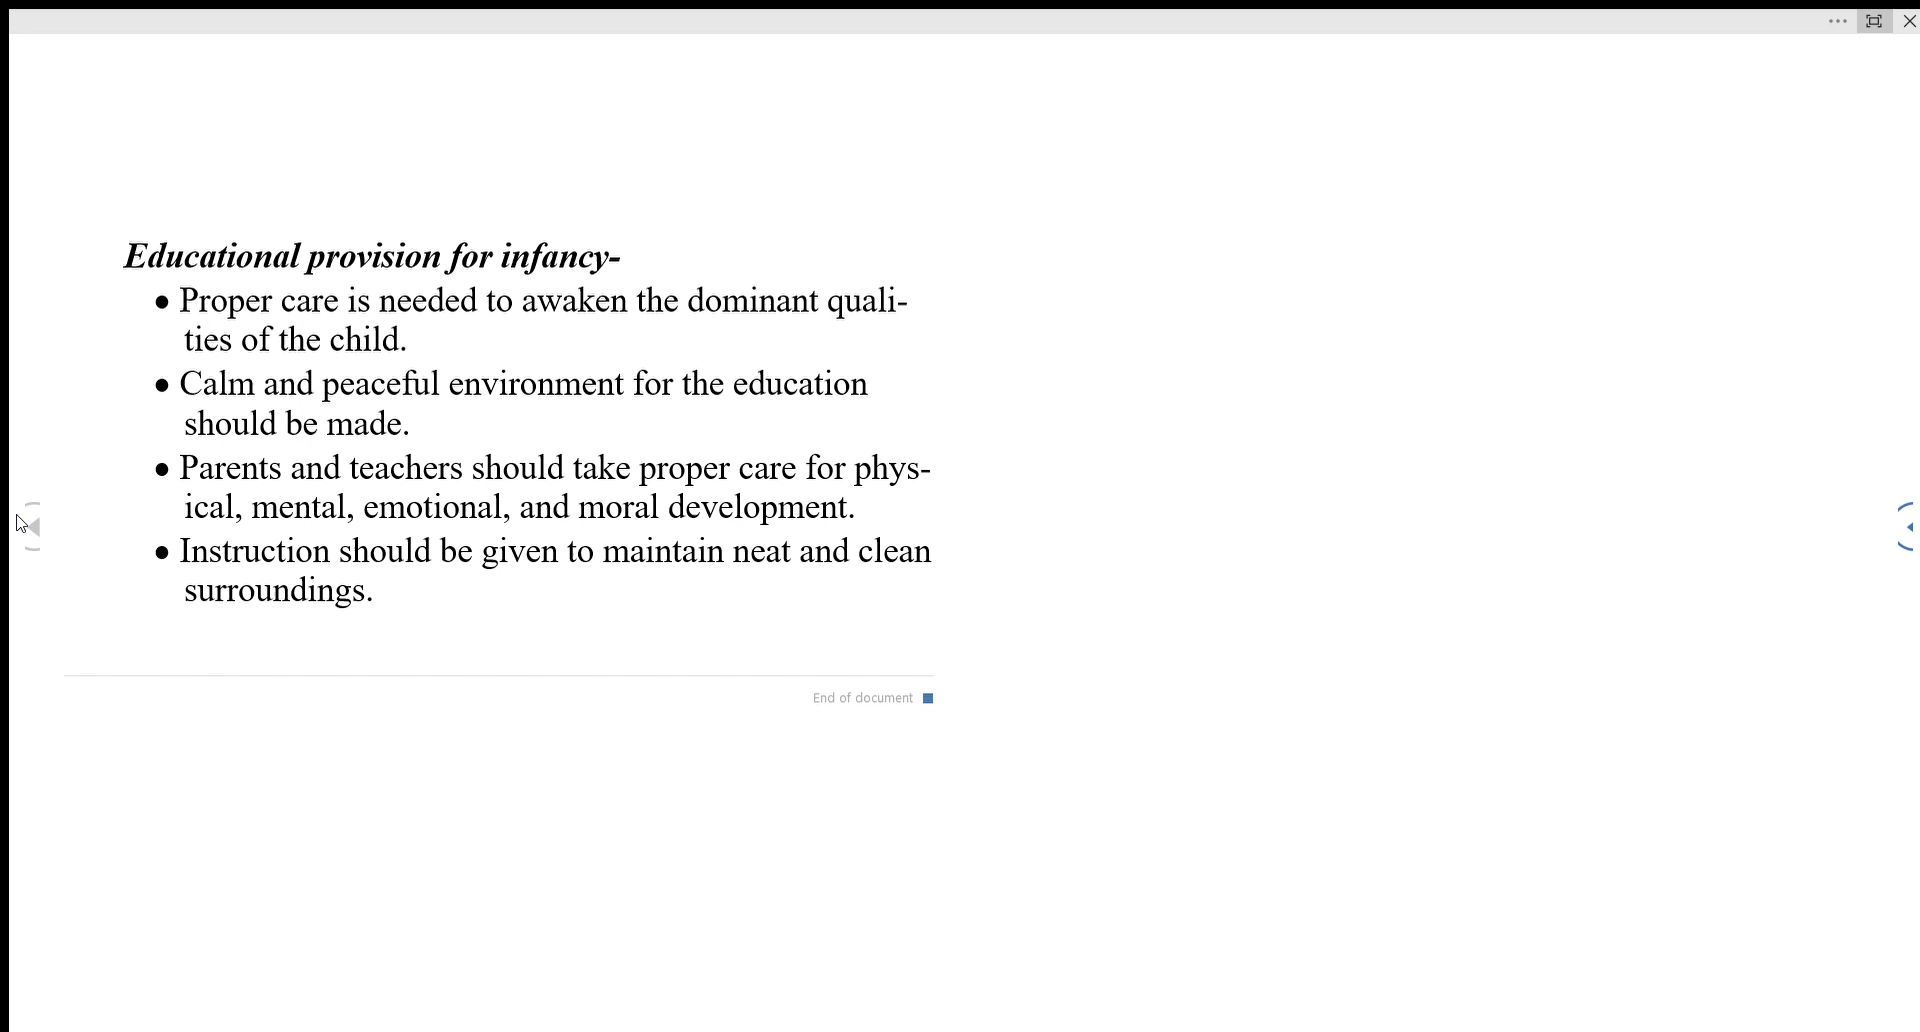 Educational provision for infancy-
● Proper care is needed to awaken the dominant quali-
ties of the child.
● Calm and peaceful environment for the education
should be made.
● Parents and teachers should take proper care for phys-
ical, mental, emotional, and moral development.
● Instruction should be given to maintain neat and clean
surroundings.
End of document